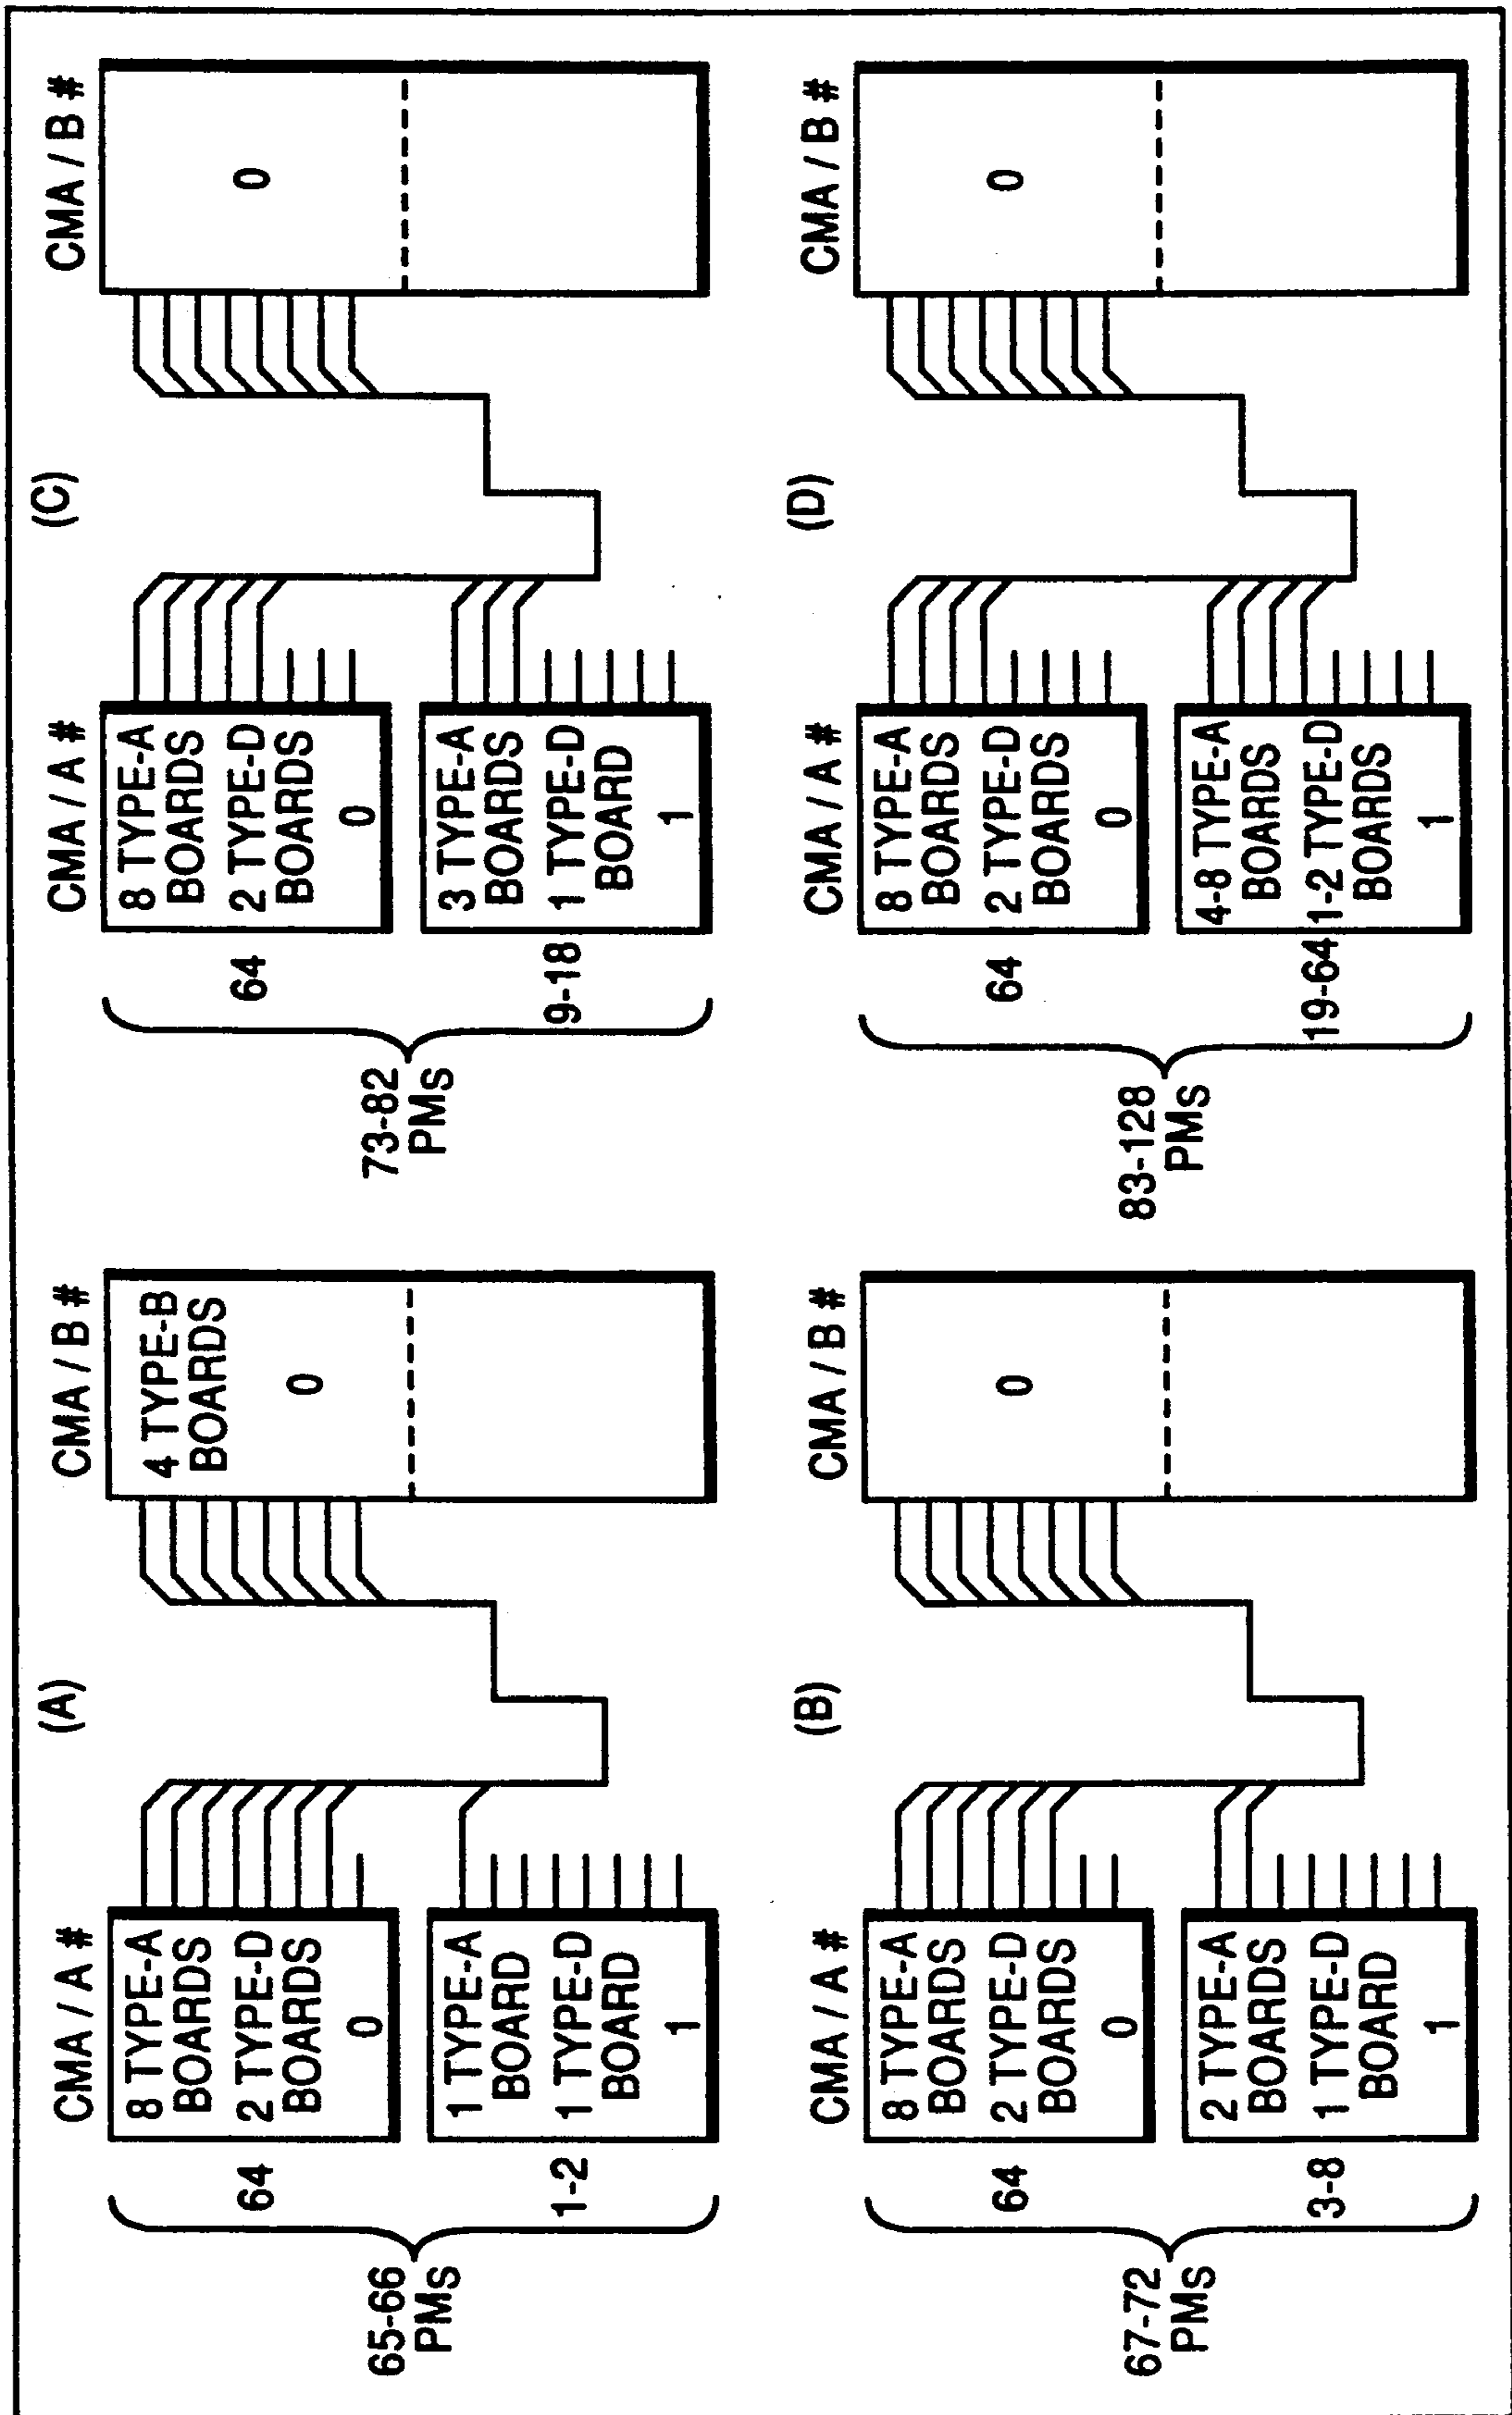 (A)
CMA / A #
CMA / B #
65-66
PMs
64
8 TYPE-A
BOARDS
2 TYPE-D
BOARDS
0
1-2
1 TYPE-A
BOARD
1 TYPE-D
BOARD
1
4 TYPE-B
BOARDS
0
(B)
CMA / A #
CMA / B #
67-72
PMs
64
8 TYPE-A
BOARDS
2 TYPE-D
BOARDS
0
3-8
2 TYPE-A
BOARDS
1 TYPE-D
BOARD
1
0
(C)
CMA / A #
CMA / B #
73-82
PMs
64
8 TYPE-A
BOARDS
2 TYPE-D
BOARDS
0
9-18
3 TYPE-A
BOARDS
1 TYPE-D
BOARD
1
0
(D)
CMA / A #
CMA / B #
83-128
PMs
64
8 TYPE-A
BOARDS
2 TYPE-D
BOARDS
0
19-64
4-8 TYPE-A
BOARDS
1-2 TYPE-D
BOARDS
1
0